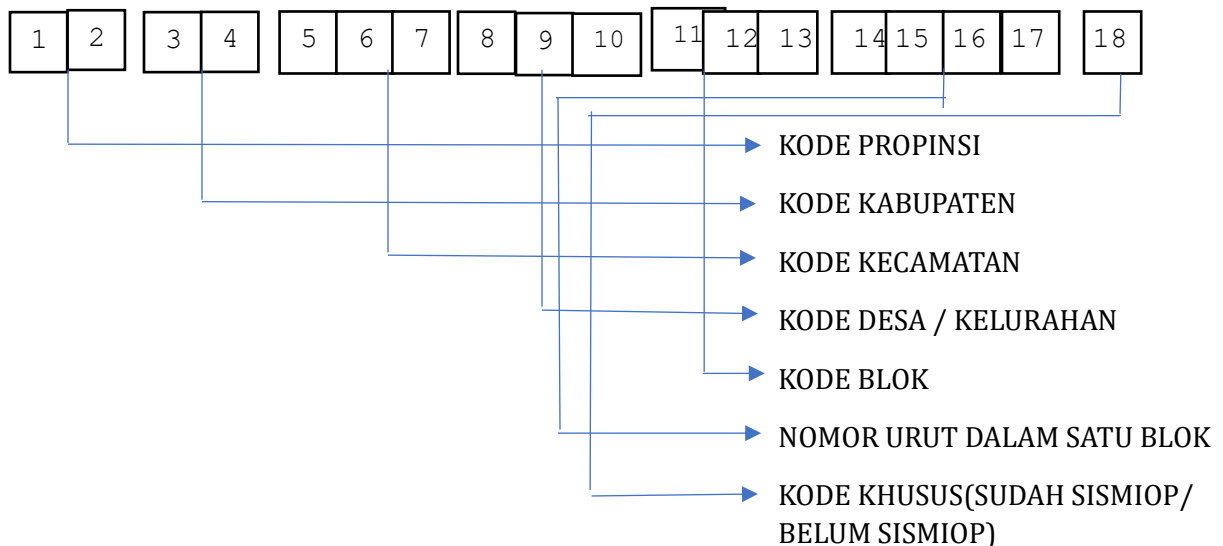 1 2 3 4 5 6 7 8 9 10 11 12 13 14 15 16 17 18
KODE PROPINSI
KODE KABUPATEN
KODE KECAMATAN
KODE DESA / KELURAHAN
KODE BLOK
NOMOR URUT DALAM SATU BLOK
KODE KHUSUS(SUDAH SISMIOP/
BELUM SISMIOP)